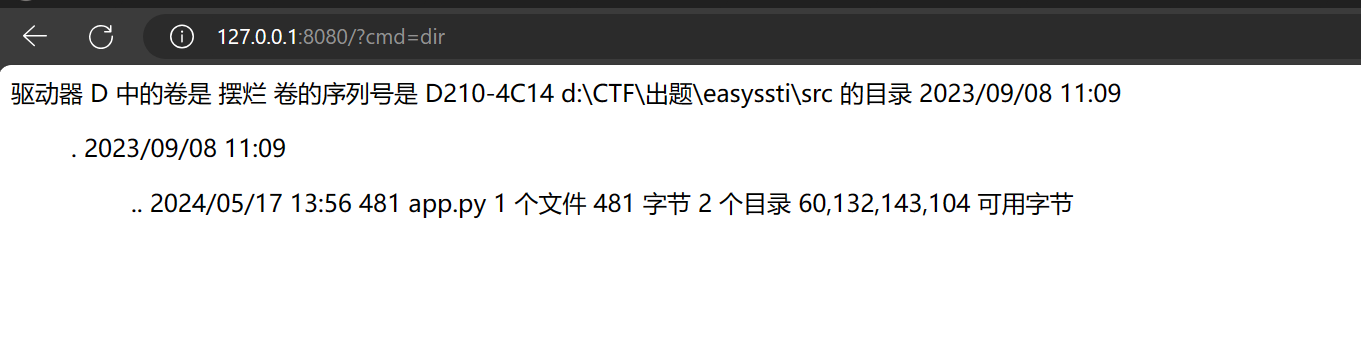 127.0.0.1:8080/?cmd=dir
驱动器 D 中的卷是 摆烂 卷的序列号是 D210-4C14 d:\CTF\出题\easyssti\src 的目录 2023/09/08 11:09
. 2023/09/08 11:09
.. 2024/05/17 13:56 481 app.py 1 个文件 481 字节 2 个目录 60,132,143,104 可用字节